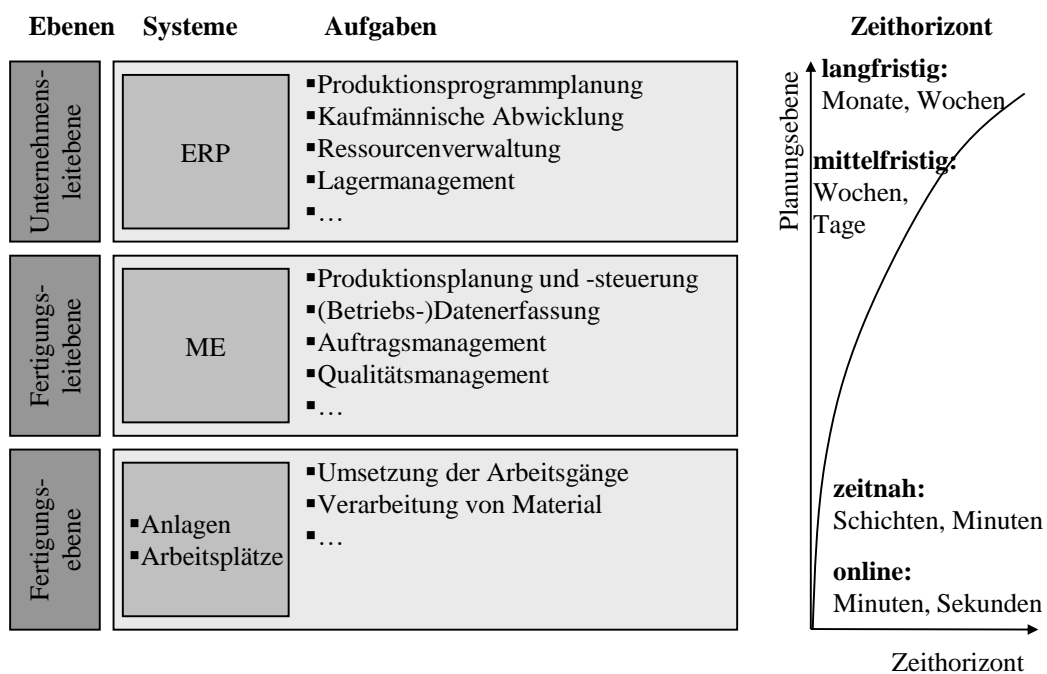 Ebenen Systeme Aufgaben Zeithorizont
Unternehmens-
leitebene
ERP
▪Produktionsprogrammplanung
▪Kaufmännische Abwicklung
▪Ressourcenverwaltung
▪Lagermanagement
▪…
Fertigungs-
leitebene
ME
▪Produktionsplanung und -steuerung
▪(Betriebs-)Datenerfassung
▪Auftragsmanagement
▪Qualitätsmanagement
▪…
Fertigungs-
ebene
▪Anlagen
▪Arbeitsplätze
▪Umsetzung der Arbeitsgänge
▪Verarbeitung von Material
▪…
Planungsebene
langfristig:
Monate, Wochen
mittelfristig:
Wochen,
Tage
zeitnah:
Schichten, Minuten
online:
Minuten, Sekunden
Zeithorizont